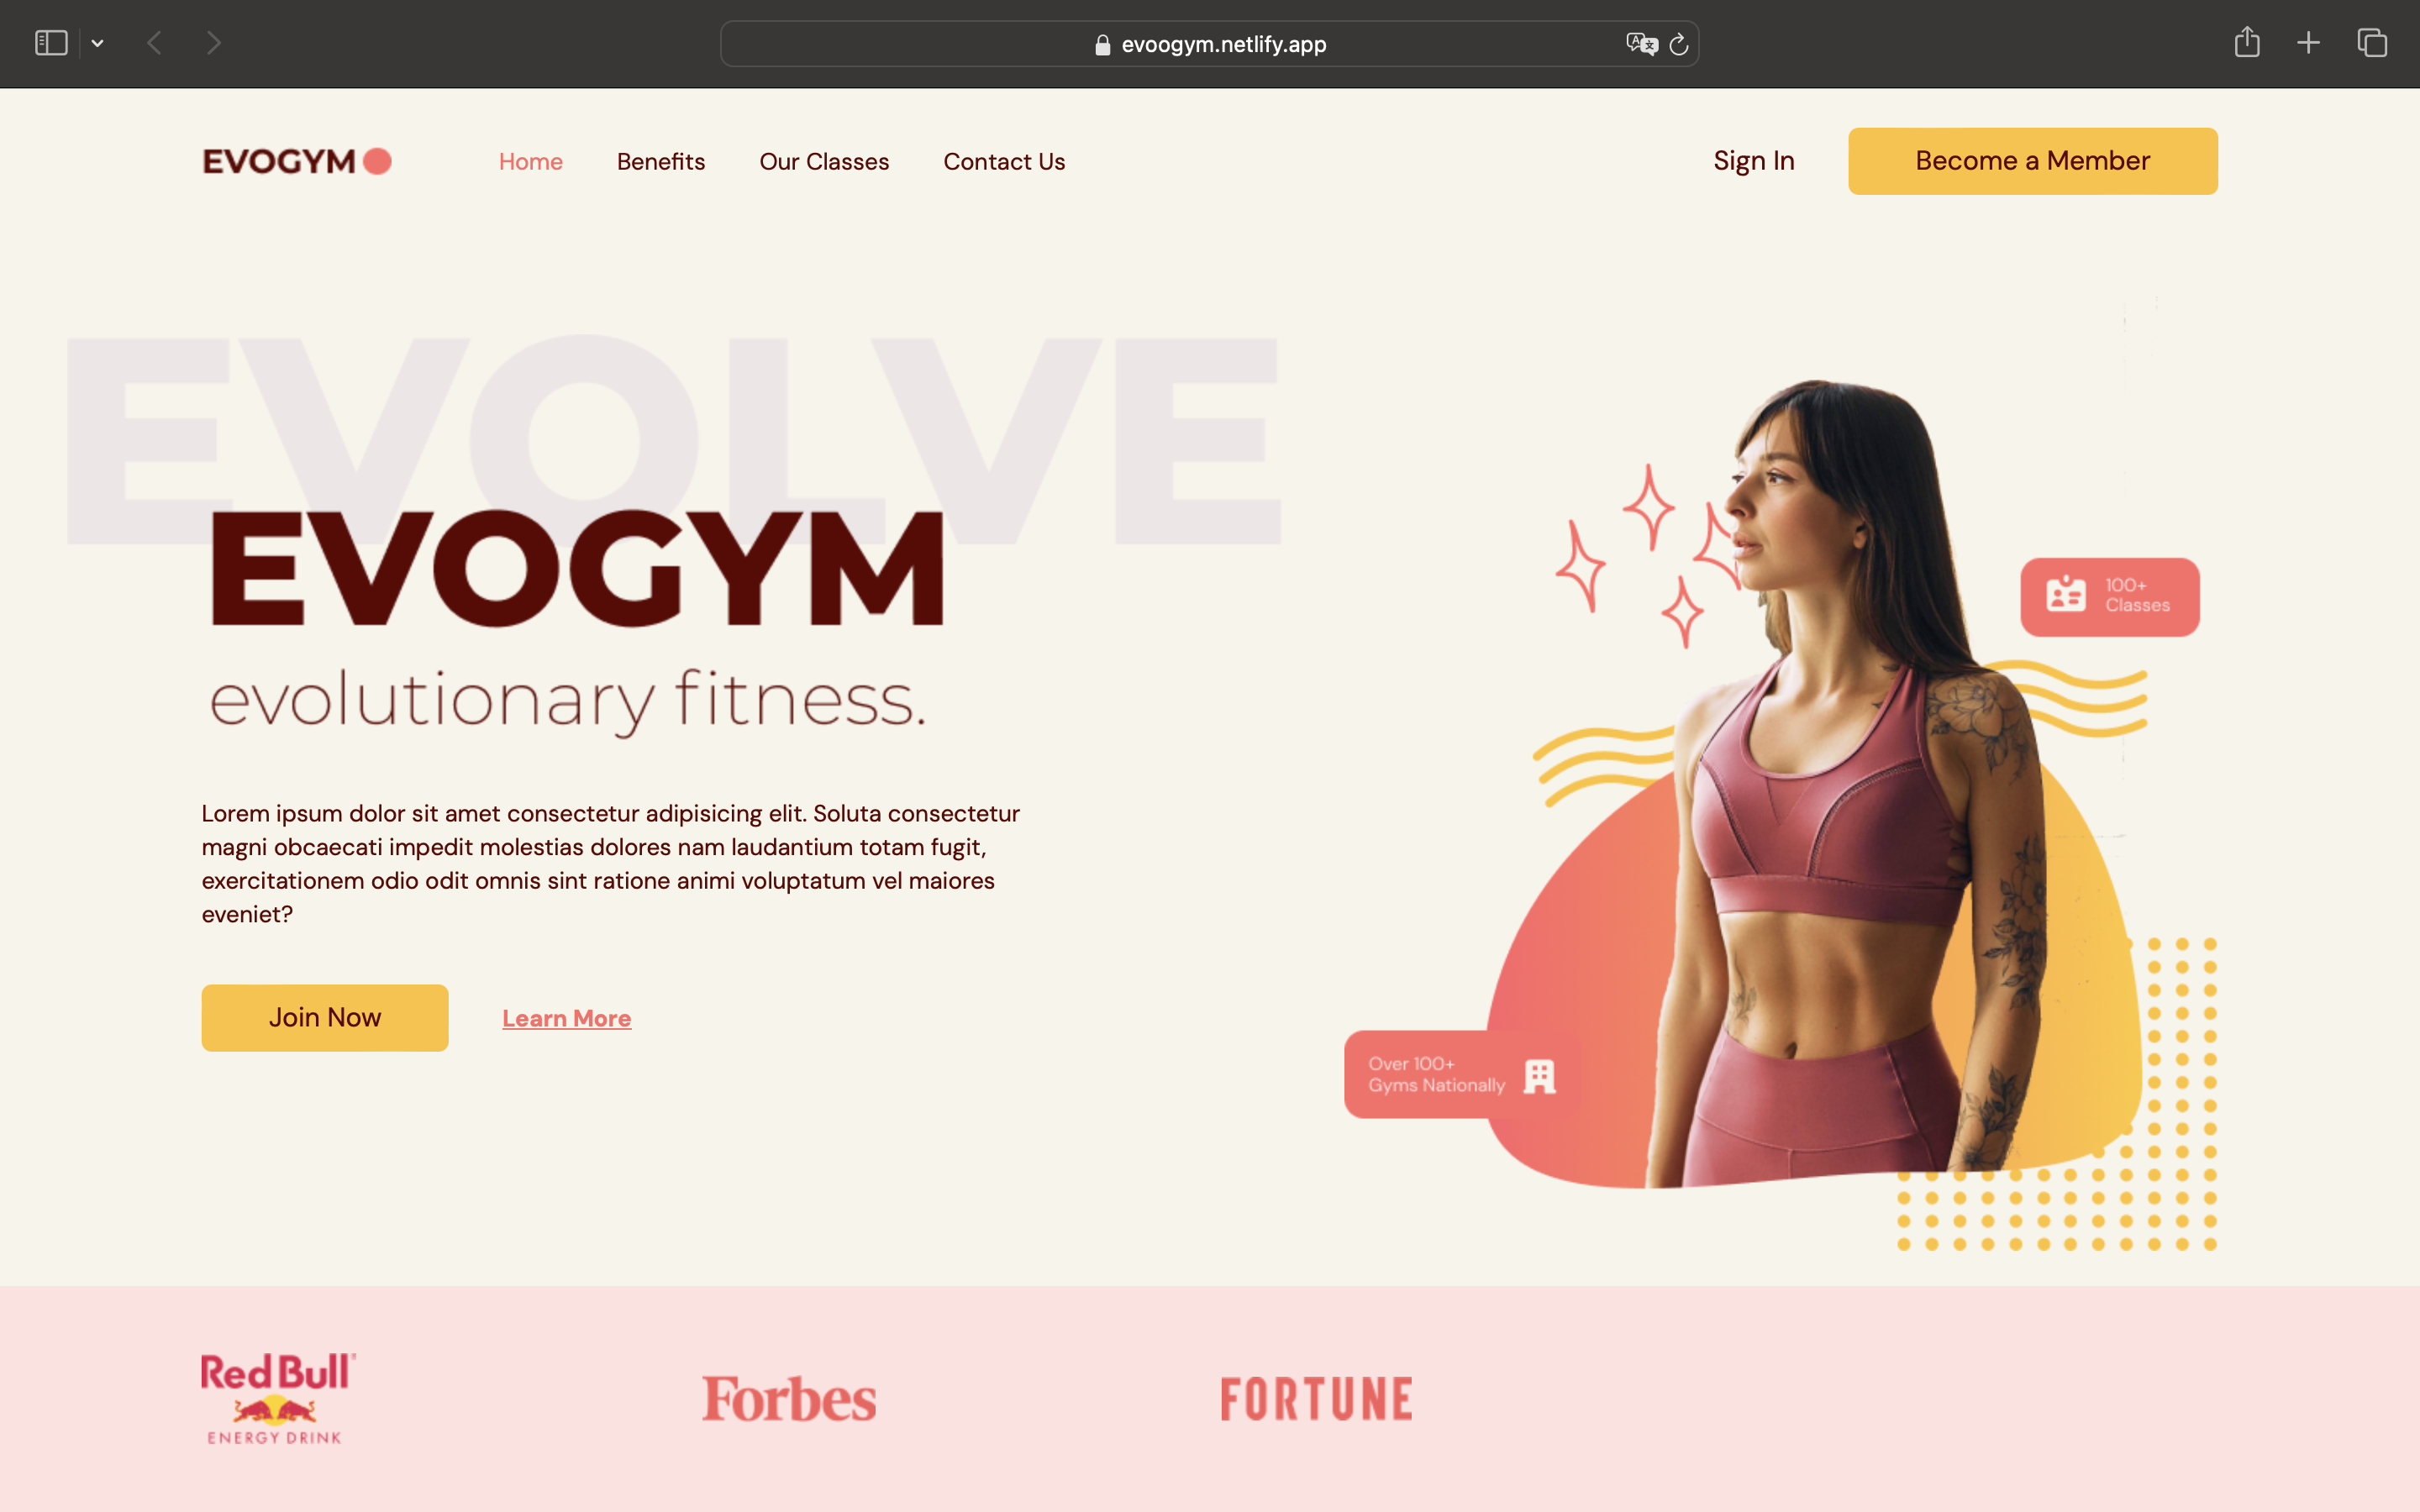 evoogym.netlify.app
EVOGYM
Home
Benefits
Our Classes
Contact Us
Sign In
Become a Member
EVOLVE
EVOGYM
evolutionary fitness.
Lorem ipsum dolor sit amet consectetur adipisicing elit. Soluta consectetur
magni obcaecati impedit molestias dolores nam laudantium totam fugit,
exercitationem odio odit omnis sint ratione animi voluptatum vel maiores
eveniet?
Join Now
Learn More
100+
Classes
Over 100+
Gyms Nationally
Red Bull
ENERGY DRINK
Forbes
FORTUNE